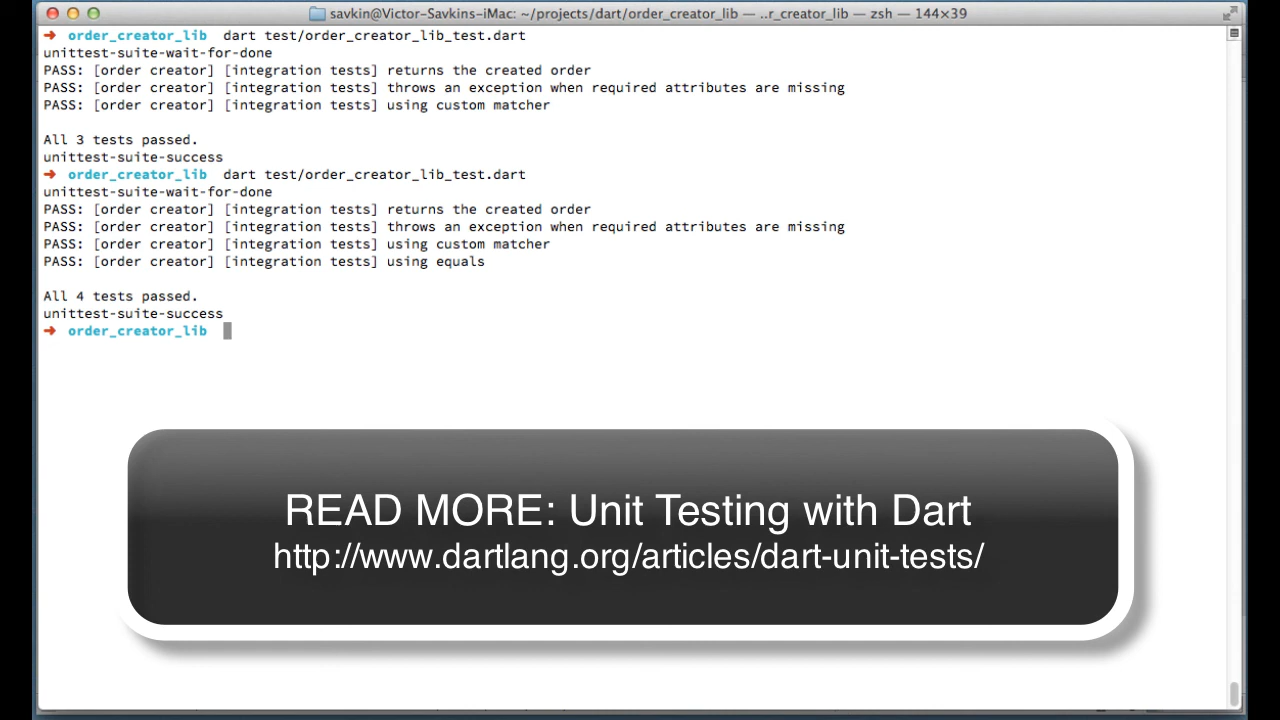 savkin@Victor-Savkins-iMac: ~/projects/dart/order_creator_lib — ..r_creator_lib — zsh — 144×39
➜ order_creator_lib dart test/order_creator_lib_test.dart
unittest-suite-wait-for-done
PASS: [order creator] [integration tests] returns the created order
PASS: [order creator] [integration tests] throws an exception when required attributes are missing
PASS: [order creator] [integration tests] using custom matcher
All 3 tests passed.
unittest-suite-success
➜ order_creator_lib dart test/order_creator_lib_test.dart
unittest-suite-wait-for-done
PASS: [order creator] [integration tests] returns the created order
PASS: [order creator] [integration tests] throws an exception when required attributes are missing
PASS: [order creator] [integration tests] using custom matcher
PASS: [order creator] [integration tests] using equals
All 4 tests passed.
unittest-suite-success
➜ order_creator_lib
READ MORE: Unit Testing with Dart
http://www.dartlang.org/articles/dart-unit-tests/